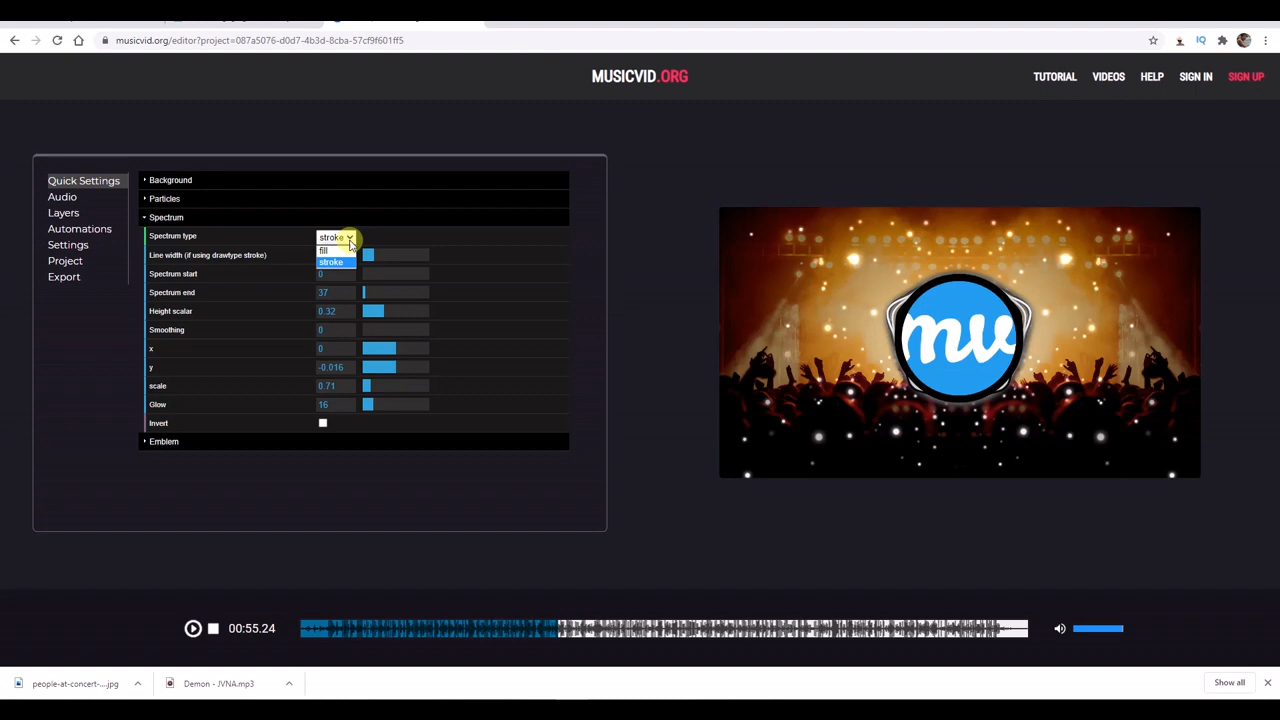 musicvid.org/editor?project=087a5076-d0d7-4b3d-8cba-57cf9f601ff5
IQ
MUSICVID.ORG
TUTORIAL VIDEOS HELP SIGN IN SIGN UP
Quick Settings
Audio
Layers
Automations
Settings
Project
Export
Background
Particles
Spectrum
Spectrum type stroke
fill
stroke
Line width (if using drawtype stroke)
Spectrum start 0
Spectrum end 37
Height scalar 0.32
Smoothing 0
x 0
y -0.016
scale 0.71
Glow 16
Invert
Emblem
mv
00:55.24
people-at-concert-....jpg
Demon - JVNA.mp3
Show all